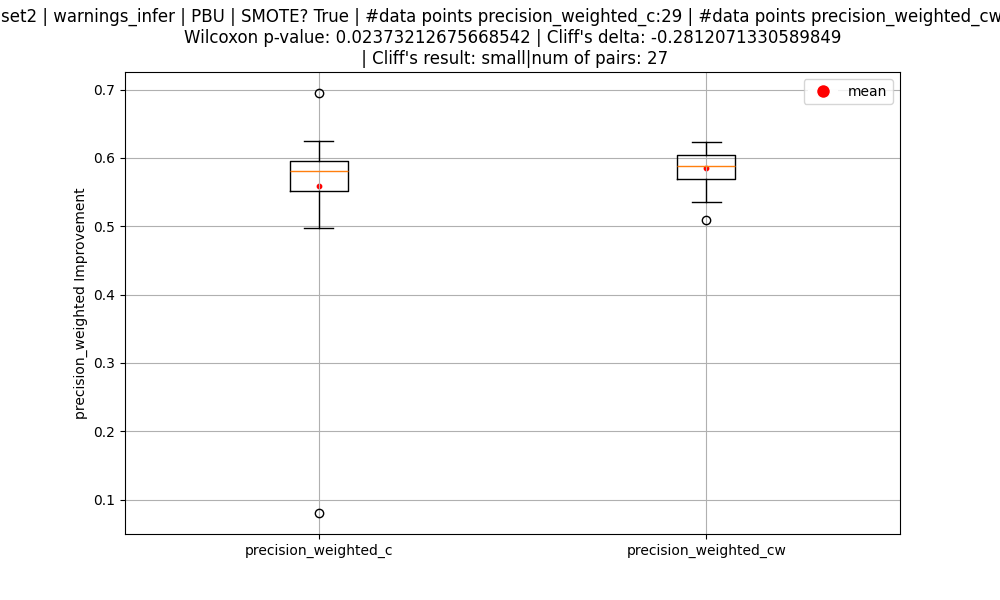 set2 | warnings_infer | PBU | SMOTE? True | #data points precision_weighted_c:29 | #data points precision_weighted_cw
Wilcoxon p-value: 0.02373212675668542 | Cliff's delta: -0.2812071330589849
| Cliff's result: small|num of pairs: 27
mean
0.7
0.6
0.5
0.4
0.3
0.2
0.1
precision_weighted Improvement
precision_weighted_c
precision_weighted_cw